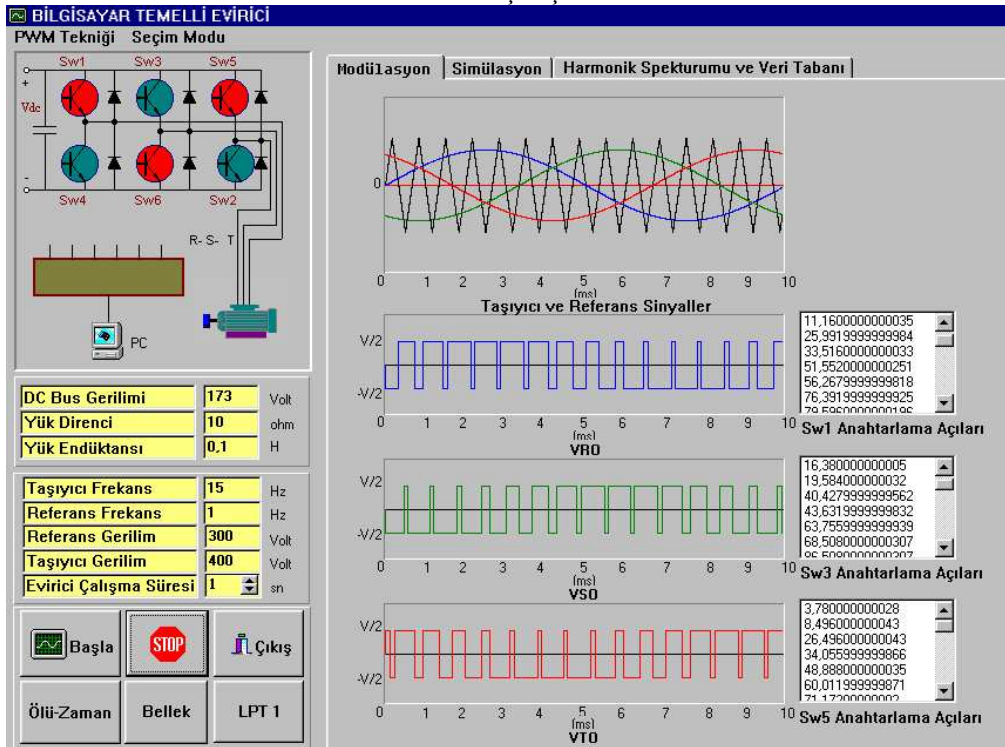 BİLGİSAYAR TEMELLİ EVİRİCİ
PWM Tekniği Seçim Modu
Sw1 Sw3 Sw5
+
Vdc
-
Sw4 Sw6 Sw2
R- S- T
PC
DC Bus Gerilimi 173 Volt
Yük Direnci 10 ohm
Yük Endüktansı 0,1 H
Taşıyıcı Frekans 15 Hz
Referans Frekans 1 Hz
Referans Gerilim 300 Volt
Taşıyıcı Gerilim 400 Volt
Evirici Çalışma Süresi 1 sn
Başla STOP Çıkış
Ölü-Zaman Bellek LPT 1
Modülasyon Simülasyon Harmonik Spekturumu ve Veri Tabanı
0
0 1 2 3 4 5 6 7 8 9 10
(ms)
Taşıyıcı ve Referans Sinyaller
V/2
-V/2
0 1 2 3 4 5 6 7 8 9 10
(ms)
VRO
11,1600000000035
25,9919999999984
33,5160000000033
51,5520000000251
56,2679999999818
76,3919999999925
Sw1 Anahtarlama Açıları
V/2
-V/2
0 1 2 3 4 5 6 7 8 9 10
(ms)
VSO
16,380000000005
19,584000000032
40,4279999999562
43,6319999999832
63,7559999999939
68,5080000000307
Sw3 Anahtarlama Açıları
V/2
-V/2
0 1 2 3 4 5 6 7 8 9 10
(ms)
VTO
3,780000000028
8,496000000043
26,496000000043
34,055999999866
48,888000000035
60,011999999871
Sw5 Anahtarlama Açıları